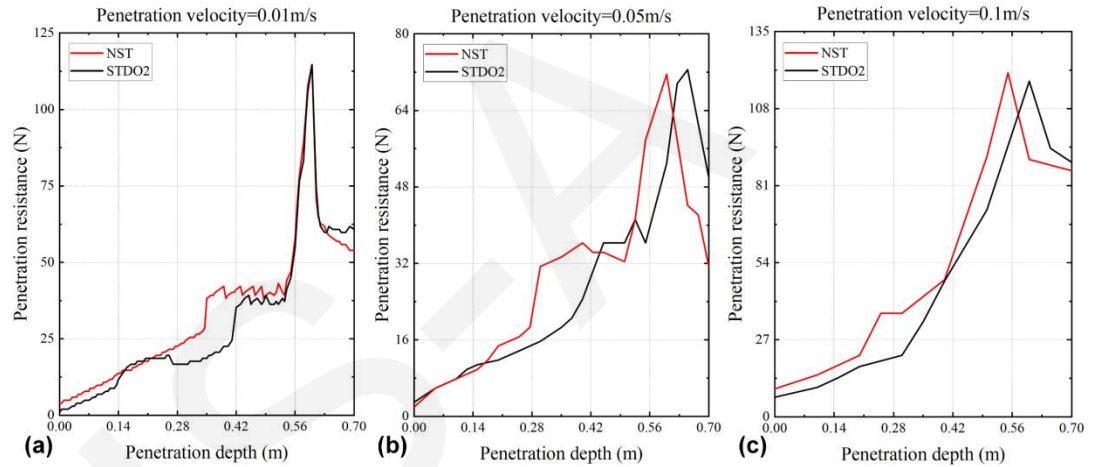 Penetration velocity=0.01m/s
125
100
75
50
25
0
NST
STDO2
Penetration resistance (N)
0.00 0.14 0.28 0.42 0.56 0.70
(a)
Penetration depth (m)
Penetration velocity=0.05m/s
80
64
48
32
16
0
NST
STDO2
Penetration resistance (N)
0.00 0.14 0.28 0.42 0.56 0.70
(b)
Penetration depth (m)
Penetration velocity=0.1m/s
135
108
81
54
27
0
NST
STDO2
Penetration resistance (N)
0.00 0.14 0.28 0.42 0.56 0.70
(c)
Penetration depth (m)